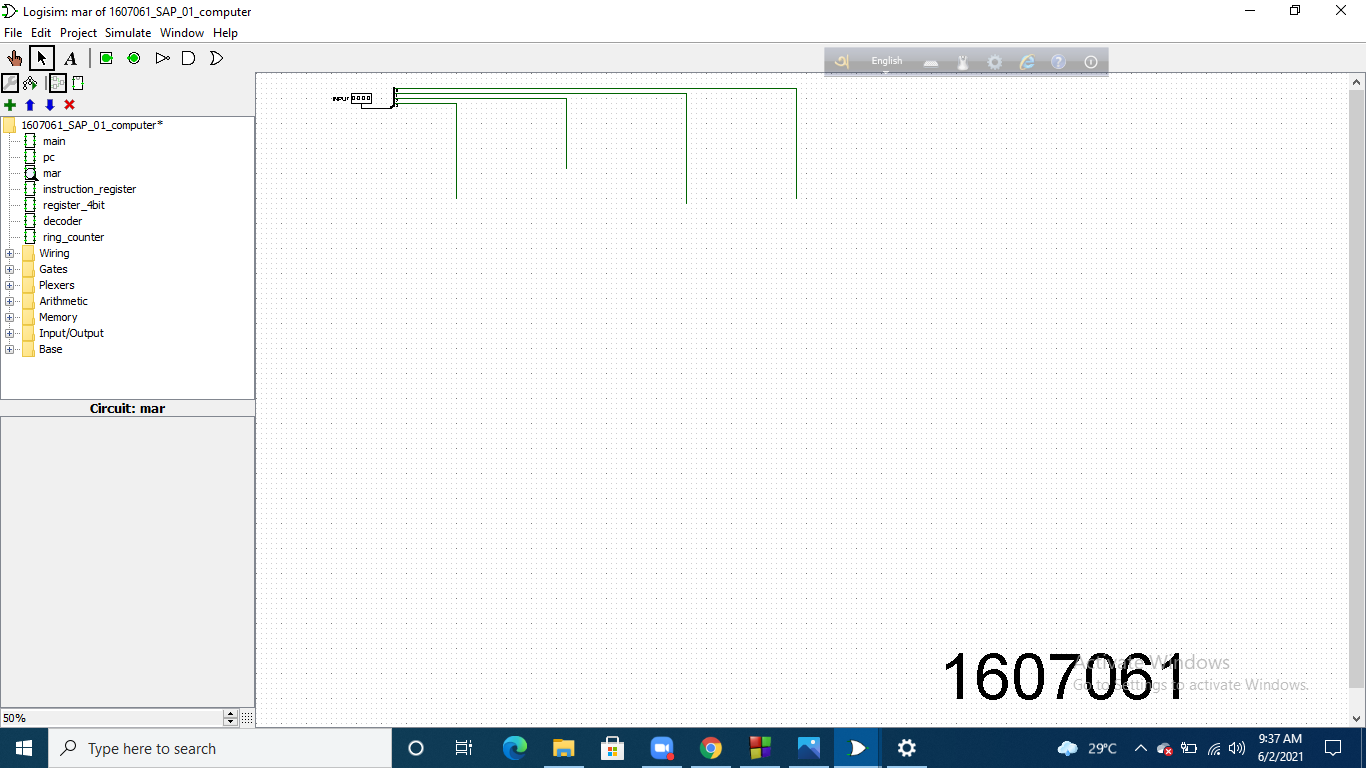 Logisim: mar of 1607061_SAP_01_computer
File Edit Project Simulate Window Help
A
English
1607061_SAP_01_computer*
main
pc
mar
instruction_register
register_4bit
decoder
ring_counter
Wiring
Gates
Plexers
Arithmetic
Memory
Input/Output
Base
Circuit: mar
50%
INPUT
1607061
Activate Windows
Go to Settings to activate Windows.
Type here to search
29°C
9:37 AM
6/2/2021